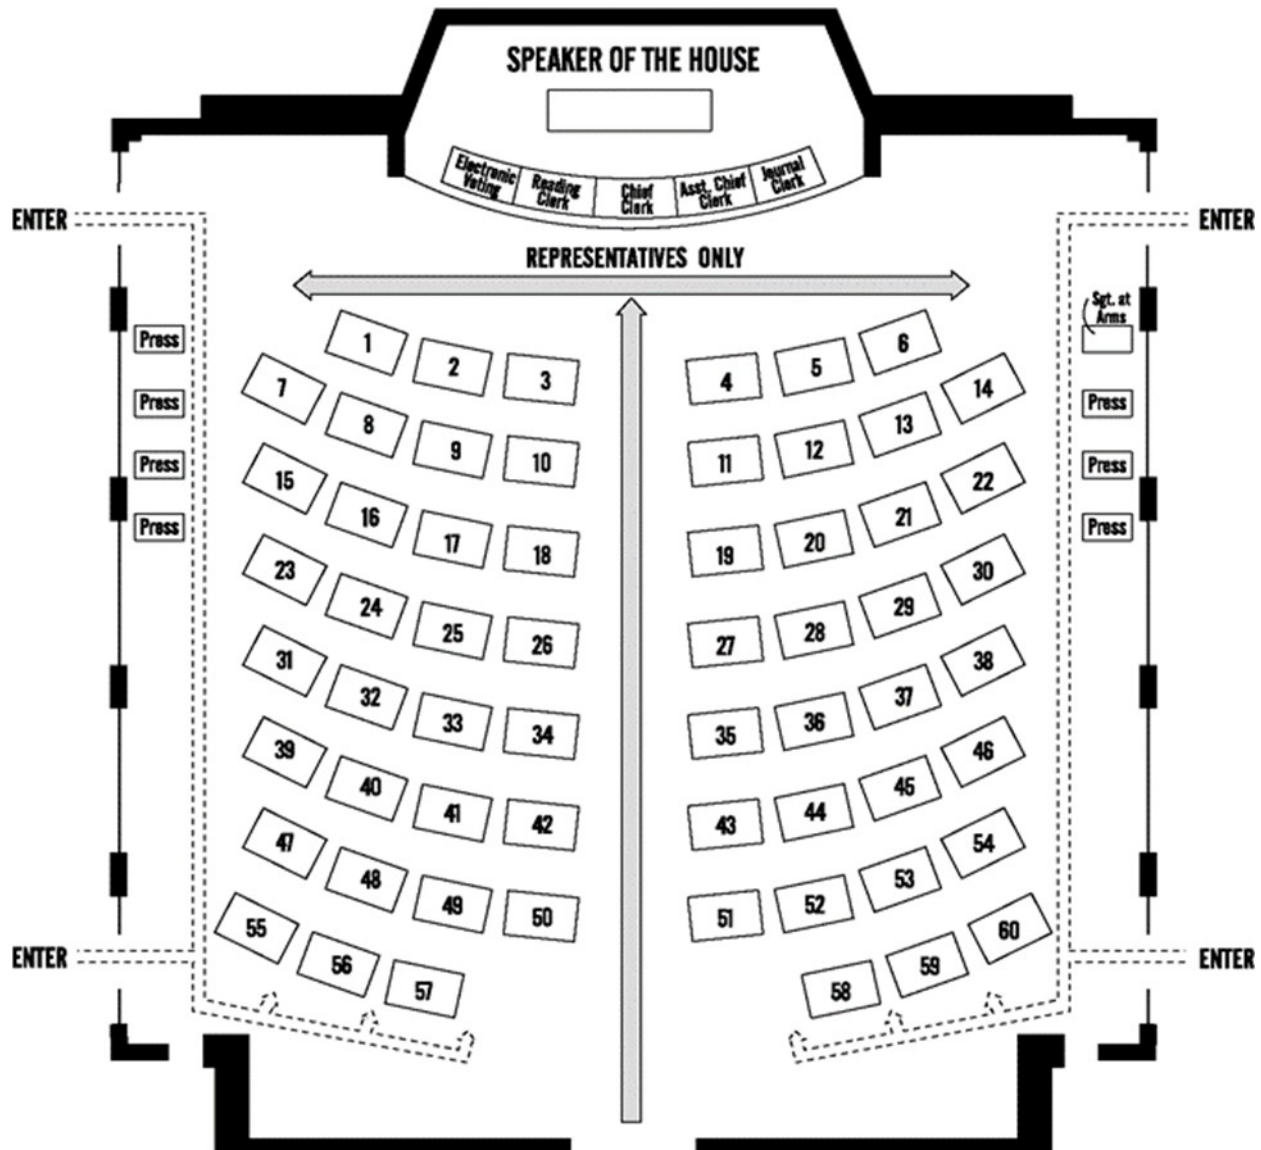 SPEAKER OF THE HOUSE
Electronic
Voting
Reading
Clerk
Chief
Clerk
Asst. Chief
Clerk
Journal
Clerk
ENTER
ENTER
REPRESENTATIVES ONLY
Sgt. at
Arms
Press
Press
Press
Press
Press
Press
Press
1 2 3 4 5 6
7 8 9 10 11 12 13 14
15 16 17 18 19 20 21 22
23 24 25 26 27 28 29 30
31 32 33 34 35 36 37 38
39 40 41 42 43 44 45 46
47 48 49 50 51 52 53 54
55 56 57 58 59 60
ENTER
ENTER